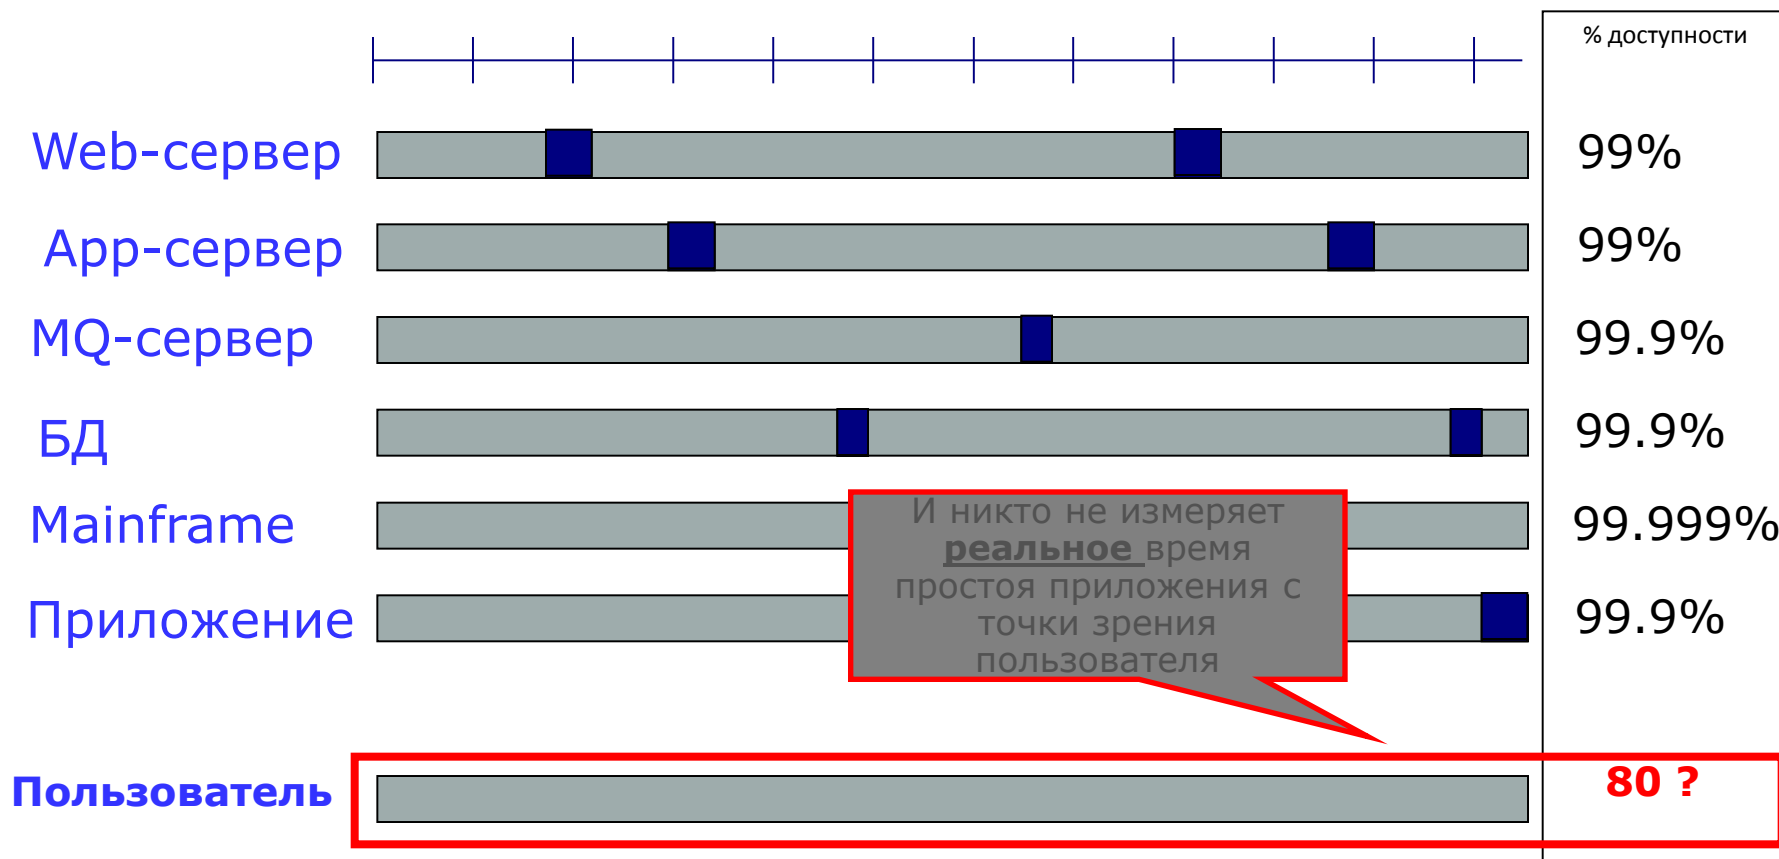 % доступности
Web-сервер 99%
App-сервер 99%
MQ-сервер 99.9%
БД 99.9%
Mainframe 99.999%
Приложение 99.9%
И никто не измеряет
реальное время
простоя приложения с
точки зрения
пользователя
Пользователь 80 ?